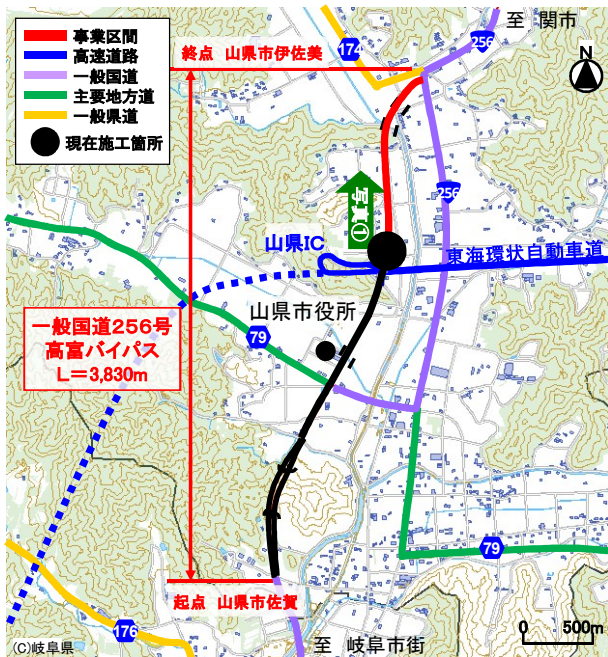 事業区間
高速道路
一般国道
主要地方道
一般県道
現在施工箇所
至 関市
終点 山県市伊佐美
174
256
N
写真①
256
山県IC
東海環状自動車道
山県市役所
一般国道256号
高富バイパス
L＝3,830m
79
79
起点 山県市佐賀
176
至 岐阜市街
0 500m
(C)岐阜県